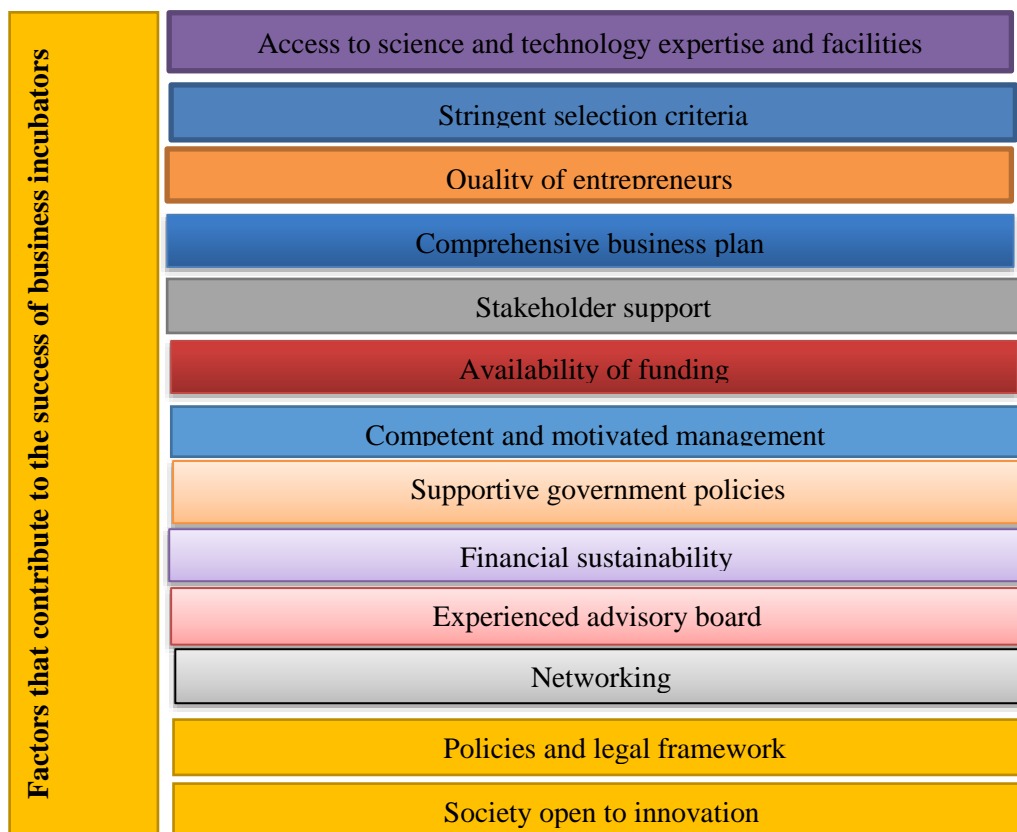 Factors that contribute to the success of business incubators
Access to science and technology expertise and facilities
Stringent selection criteria
Quality of entrepreneurs
Comprehensive business plan
Stakeholder support
Availability of funding
Competent and motivated management
Supportive government policies
Financial sustainability
Experienced advisory board
Networking
Policies and legal framework
Society open to innovation